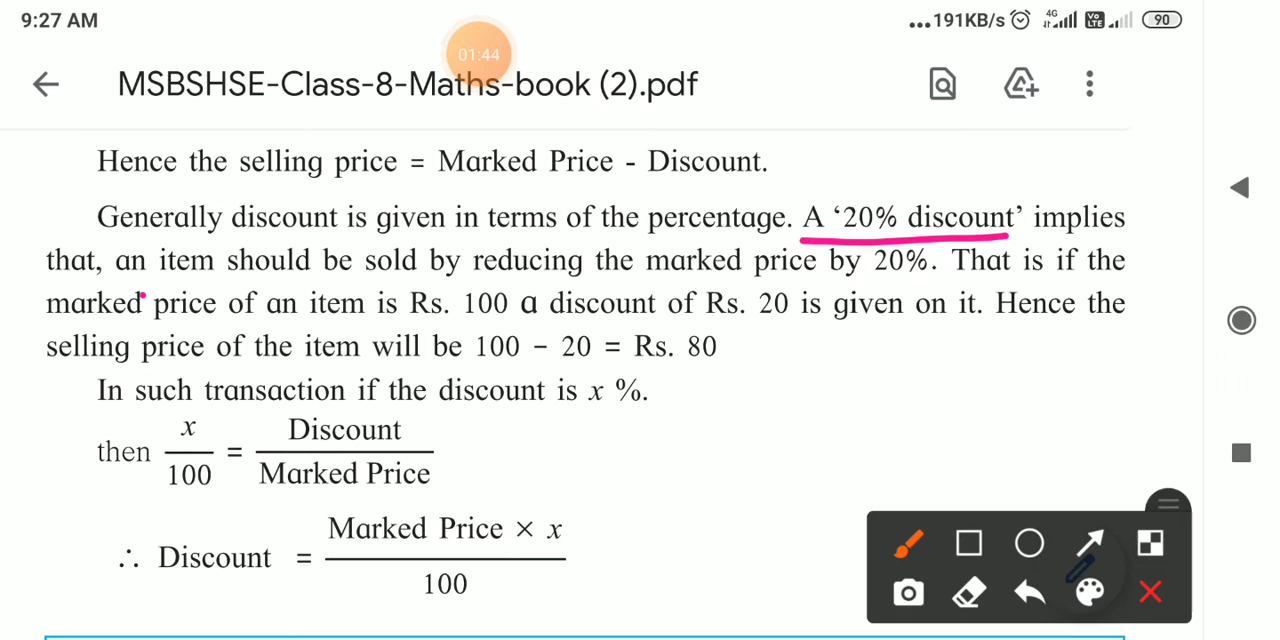 9:27 AM
...191KB/s 4G Vo LTE 90
01:44
MSBSHSE-Class-8-Maths-book (2).pdf
Hence the selling price = Marked Price - Discount.
Generally discount is given in terms of the percentage. A ‘20% discount’ implies
that, an item should be sold by reducing the marked price by 20%. That is if the
marked price of an item is Rs. 100 a discount of Rs. 20 is given on it. Hence the
selling price of the item will be 100 - 20 = Rs. 80
In such transaction if the discount is x %.
then x/100 = Discount/Marked Price
∴ Discount = Marked Price × x/100